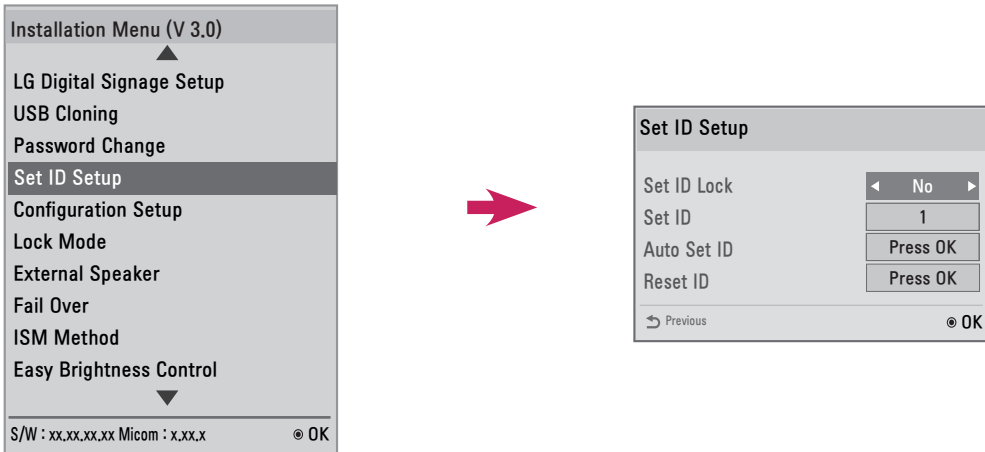 Installation Menu (V 3.0)
LG Digital Signage Setup
USB Cloning
Password Change
Set ID Setup
Configuration Setup
Lock Mode
External Speaker
Fail Over
ISM Method
Easy Brightness Control
S/W : xx.xx.xx.xx Micom : x.xx.x OK
Set ID Setup
Set ID Lock No
Set ID 1
Auto Set ID Press OK
Reset ID Press OK
Previous OK